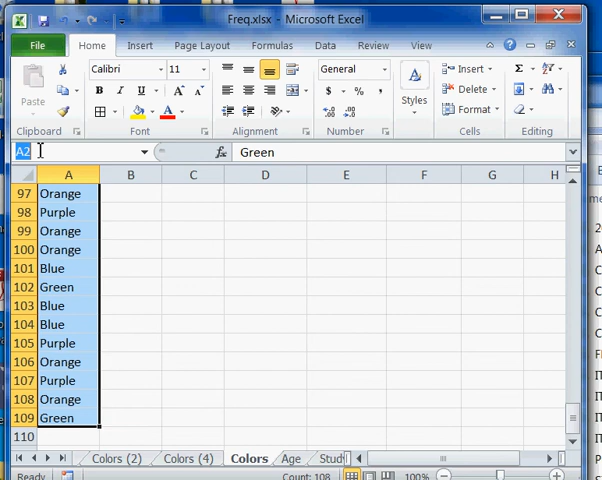 Freq.xlsx - Microsoft Excel
File Home Insert Page Layout Formulas Data Review View
Paste
Calibri 11
General
Styles
Insert
Delete
Format
Clipboard Font Alignment Number Cells Editing
A2 fx Green
A B C D E F G H
97 Orange
98 Purple
99 Orange
100 Orange
101 Blue
102 Green
103 Blue
104 Blue
105 Purple
106 Orange
107 Purple
108 Orange
109 Green
110
Colors (2) Colors (4) Colors Age Study
Ready Count: 108 100%